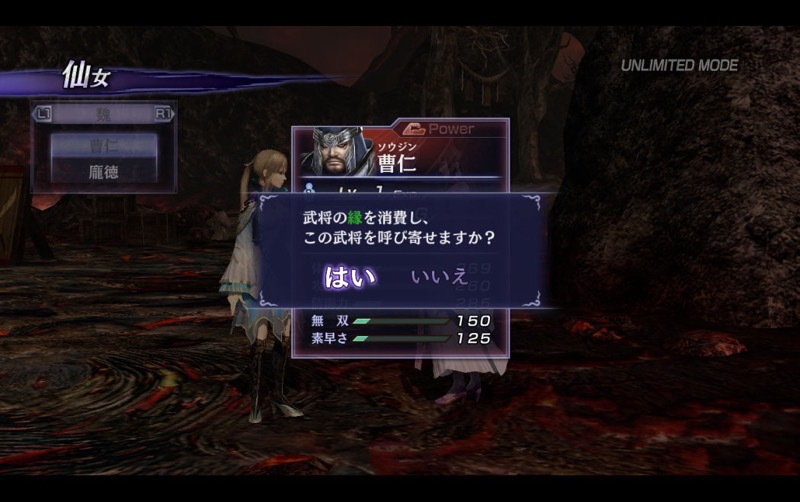 仙女
UNLIMITED MODE
L1 魏 R1
曹仁
龐徳
Power
ソウジン
曹仁
武将の縁を消費し、
この武将を呼び寄せますか？
はい いいえ
無 双 150
素早さ 125